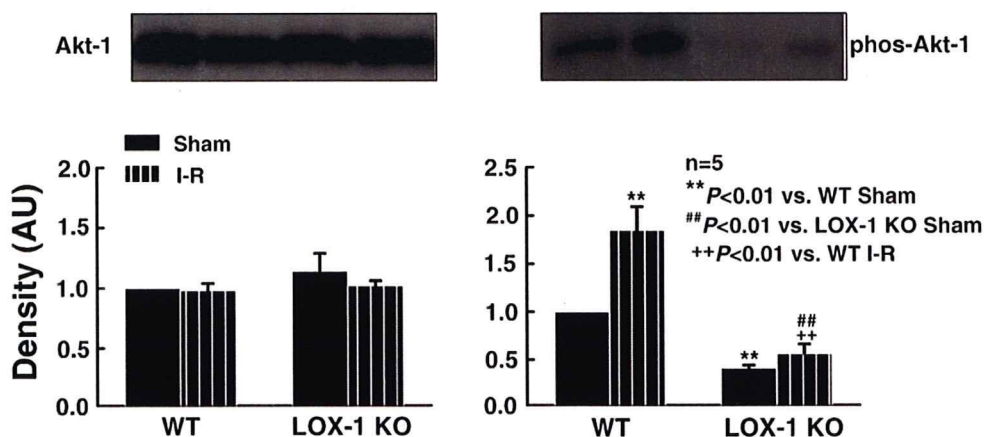 Akt-1
phos-Akt-1
Sham
I-R
Density (AU)
2.0
1.5
1.0
0.5
0.0
WT
LOX-1 KO
2.5
2.0
1.5
1.0
0.5
0.0
n=5
**P<0.01 vs. WT Sham
##P<0.01 vs. LOX-1 KO Sham
++P<0.01 vs. WT I-R
**
**
##
++
WT
LOX-1 KO